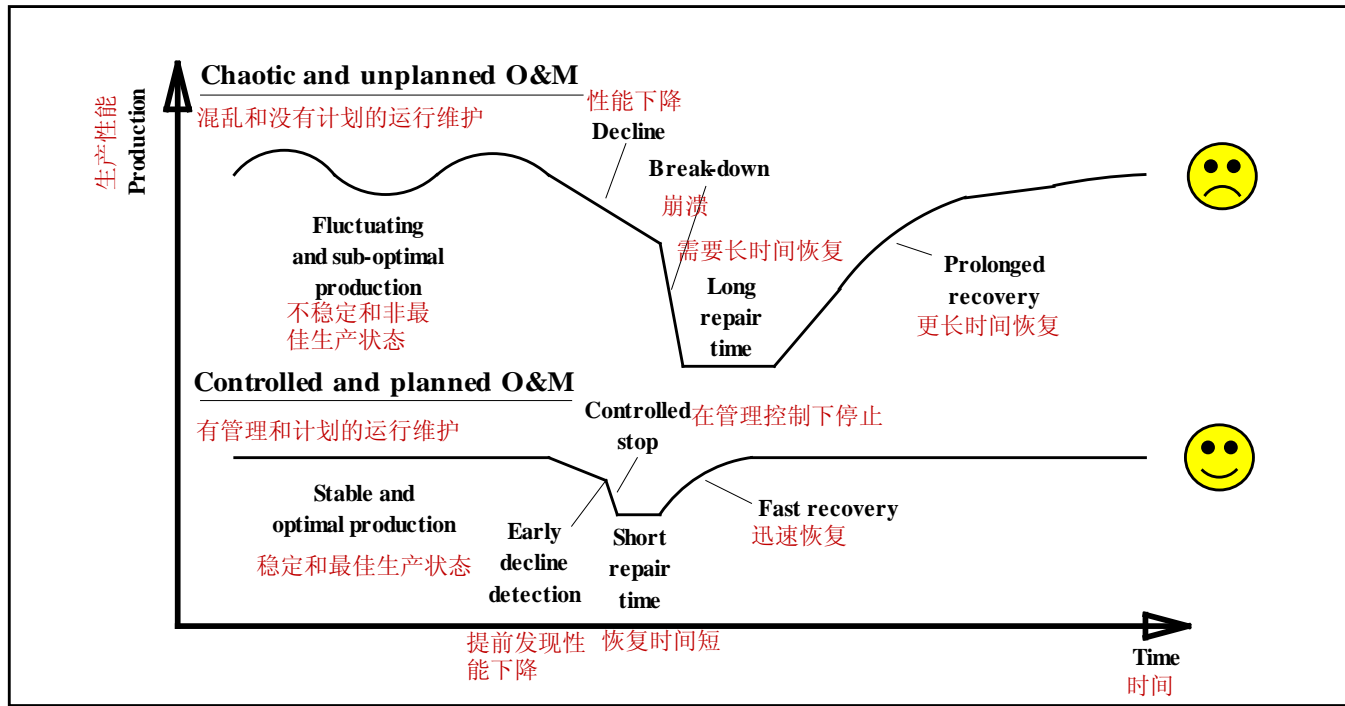 生产性能
Production
Chaotic and unplanned O&M
混乱和没有计划的运行维护
性能下降
Decline
Break-down
崩溃
Fluctuating
and sub-optimal
production
不稳定和非最
佳生产状态
需要长时间恢复
Long
repair
time
Prolonged
recovery
更长时间恢复
Controlled and planned O&M
有管理和计划的运行维护
Controlled
stop
在管理控制下停止
Stable and
optimal production
稳定和最佳生产状态
Early
decline
detection
提前发现性
能下降
Short
repair
time
恢复时间短
Fast recovery
迅速恢复
Time
时间